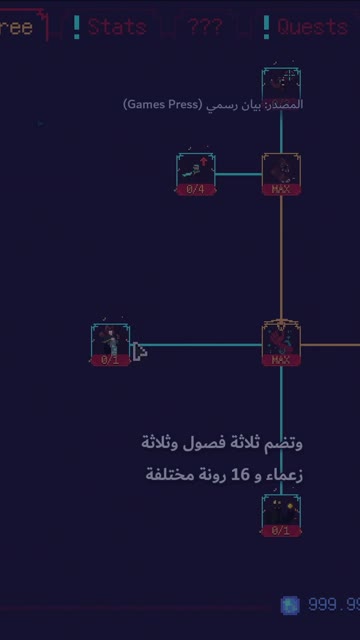 ree
! Stats
???
! Quests
المصدر: بيان رسمي (Games Press)
0/4
MAX
0/1
MAX
وتضم ثلاثة فصول وثلاثة
زعماء و 16 رونة مختلفة
0/1
999.99